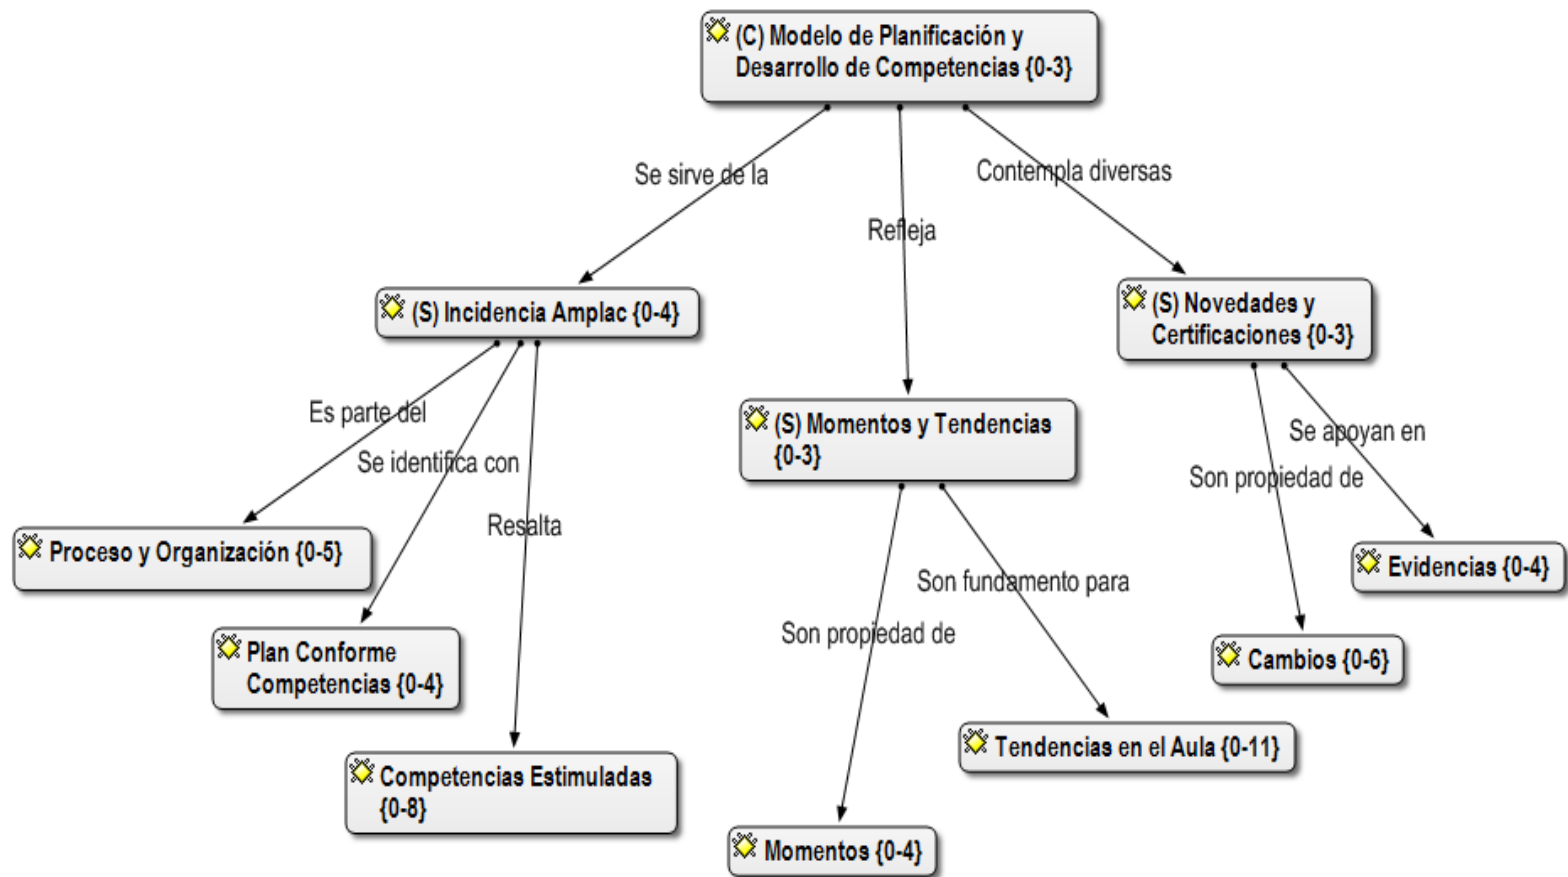 (C) Modelo de Planificación y
Desarrollo de Competencias {0-3}
Se sirve de la
Refleja
Contempla diversas
(S) Incidencia Amplac {0-4}
(S) Novedades y
Certificaciones {0-3}
Es parte del
Se identifica con
Resalta
(S) Momentos y Tendencias
{0-3}
Se apoyan en
Son propiedad de
Proceso y Organización {0-5}
Evidencias {0-4}
Son fundamento para
Son propiedad de
Plan Conforme
Competencias {0-4}
Cambios {0-6}
Tendencias en el Aula {0-11}
Competencias Estimuladas
{0-8}
Momentos {0-4}